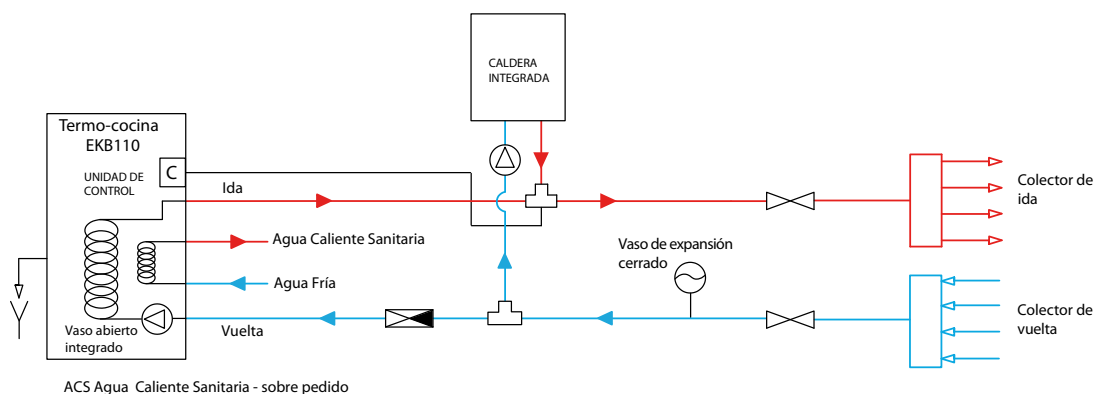 CALDERA
INTEGRADA
Termo-cocina
EKB110
UNIDAD DE
CONTROL
C
Ida
Agua Caliente Sanitaria
Agua Fría
Vuelta
Vaso abierto
integrado
Vaso de expansión
cerrado
Colector de
ida
Colector de
vuelta
ACS Agua Caliente Sanitaria - sobre pedido